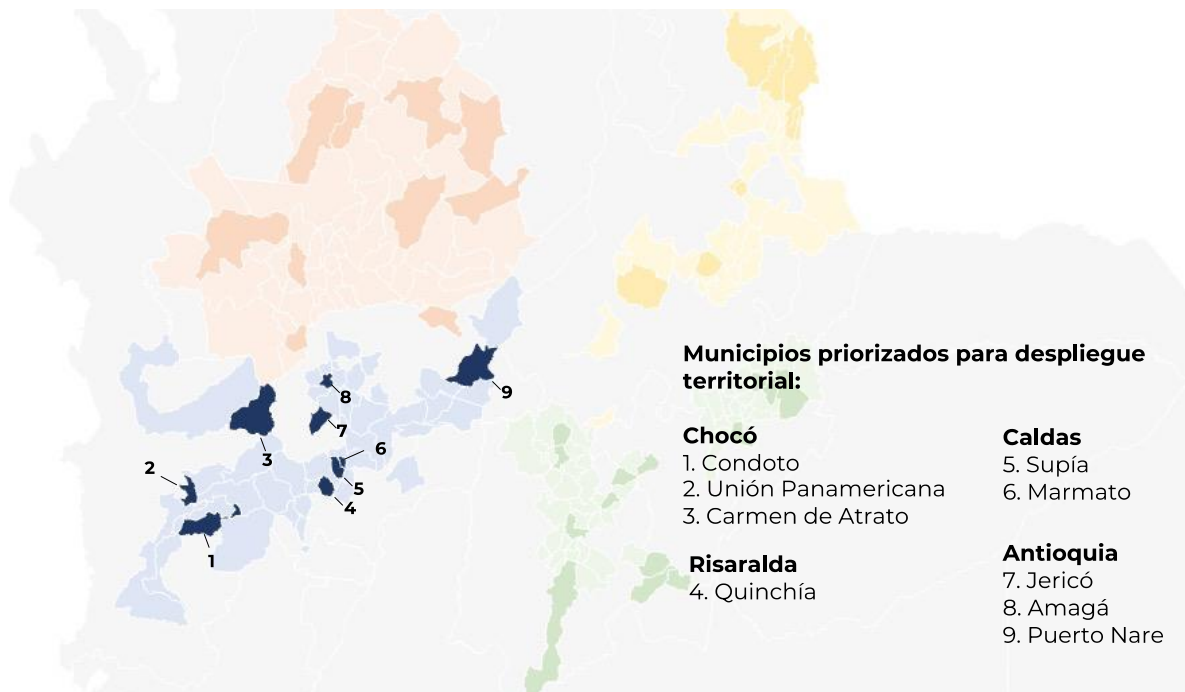 Municipios priorizados para despliegue
territorial:
Chocó
1. Condoto
2. Unión Panamericana
3. Carmen de Atrato
Risaralda
4. Quinchía
Caldas
5. Supía
6. Marmato
Antioquia
7. Jericó
8. Amagá
9. Puerto Nare
8
9
7
6
3
2
5
4
1